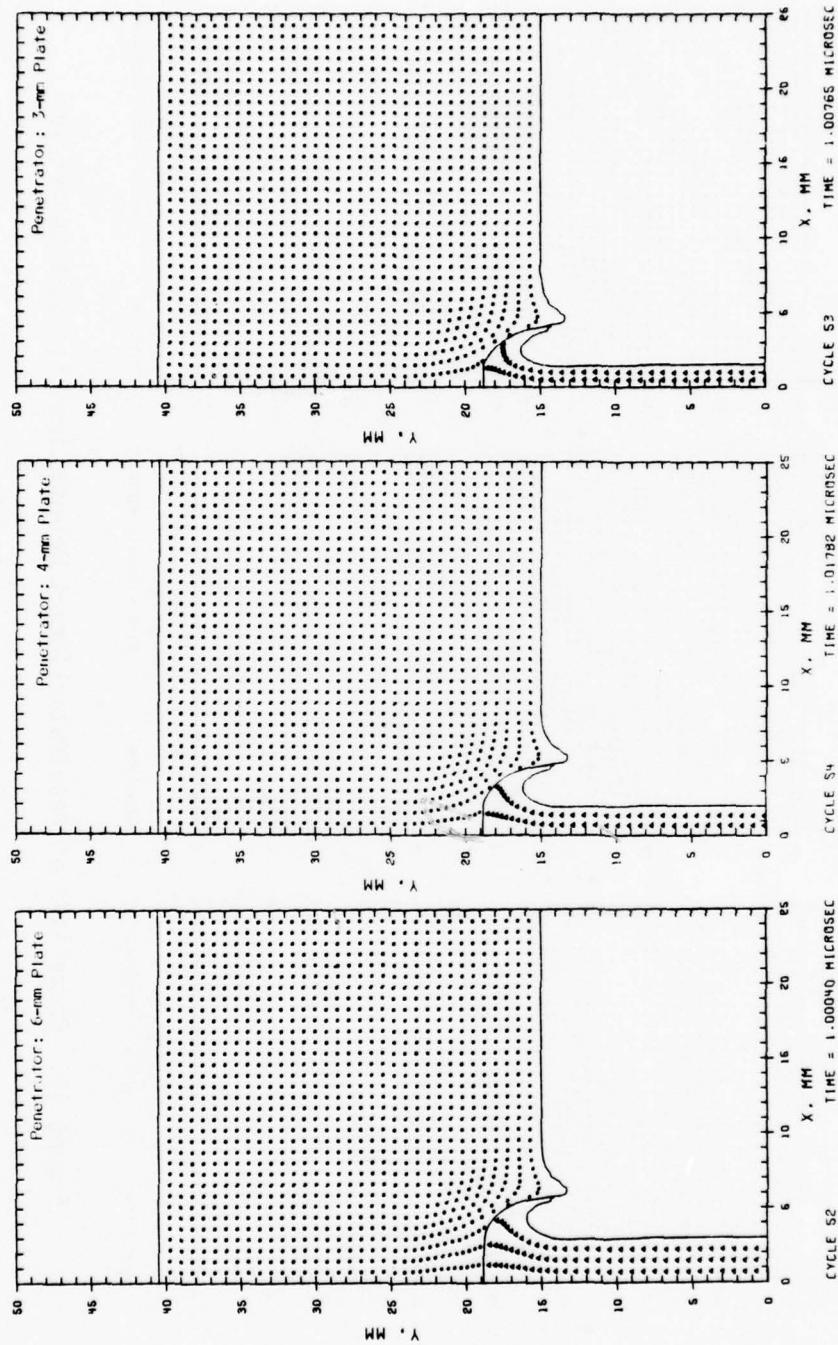 Penetrator: 6-mm Plate
50
45
40
35
30
25
20
15
10
5
0
Y, MM
0 5 10 15 20 25
X, MM
CYCLE 52 TIME = 1.00040 MICROSEC
Penetrator: 4-mm Plate
50
45
40
35
30
25
20
15
10
5
0
Y, MM
0 5 10 15 20 25
X, MM
CYCLE 54 TIME = 1.01782 MICROSEC
Penetrator: 3-mm Plate
50
45
40
35
30
25
20
15
10
5
0
Y, MM
0 5 10 15 20 25
X, MM
CYCLE 53 TIME = 1.00765 MICROSEC